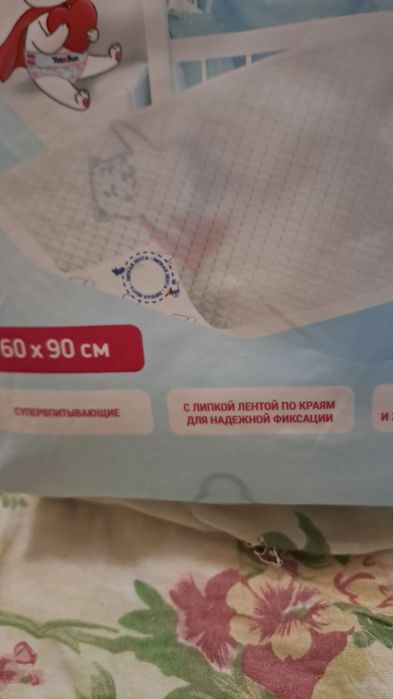 60 x 90 см
СУПЕРВПИТЫВАЮЩИЕ
С ЛИПКОЙ ЛЕНТОЙ ПО КРАЯМ
ДЛЯ НАДЕЖНОЙ ФИКСАЦИИ
И